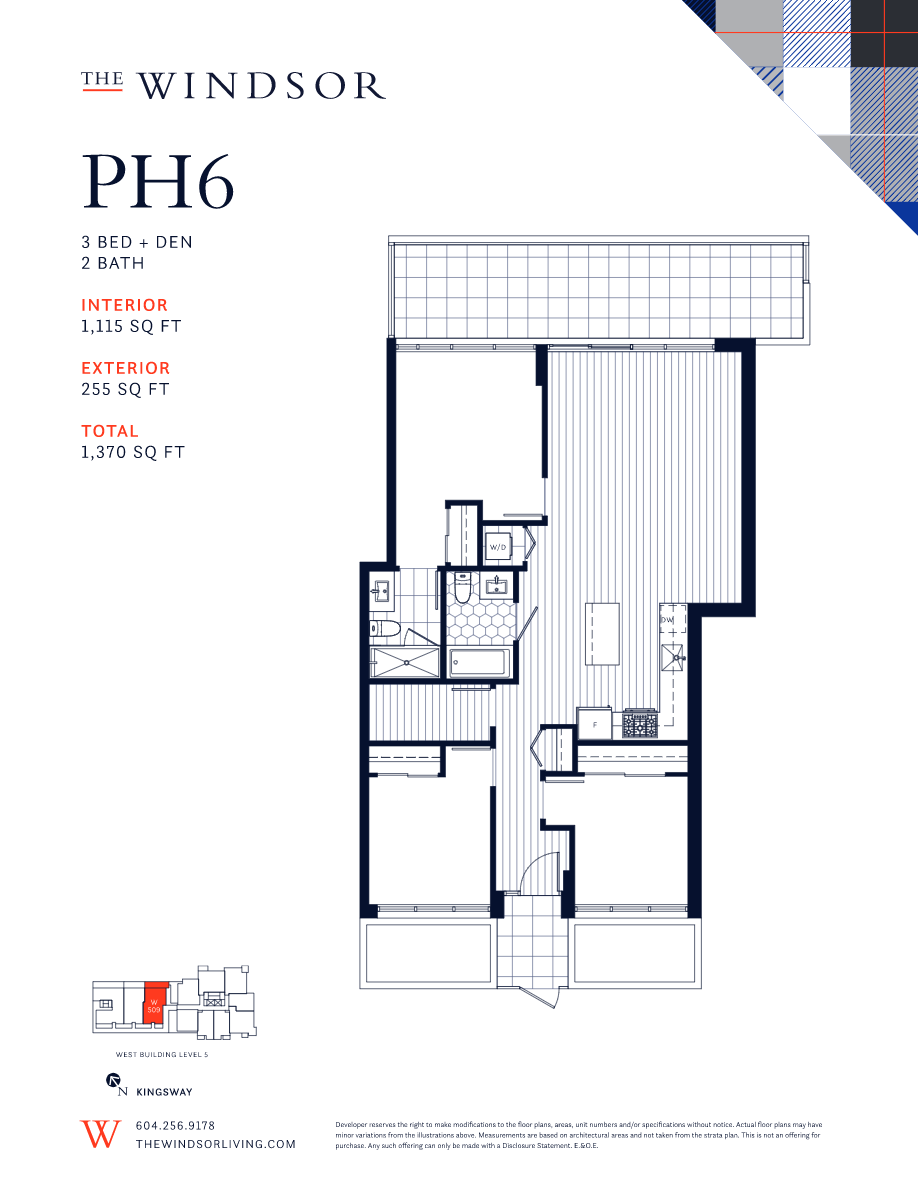 THE WINDSOR
PH6
3 BED + DEN
2 BATH
INTERIOR
1,115 SQ FT
EXTERIOR
255 SQ FT
TOTAL
1,370 SQ FT
W/D
DW
F
W
509
WEST BUILDING LEVEL 5
N KINGSWAY
W
604.256.9178
THEWINDSORLIVING.COM
Developer reserves the right to make modifications to the floor plans, areas, unit numbers and/or specifications without notice. Actual floor plans may have
minor variations from the illustrations above. Measurements are based on architectural areas and not taken from the strata plan. This is not an offering for
purchase. Any such offering can only be made with a Disclosure Statement. E.&O.E.